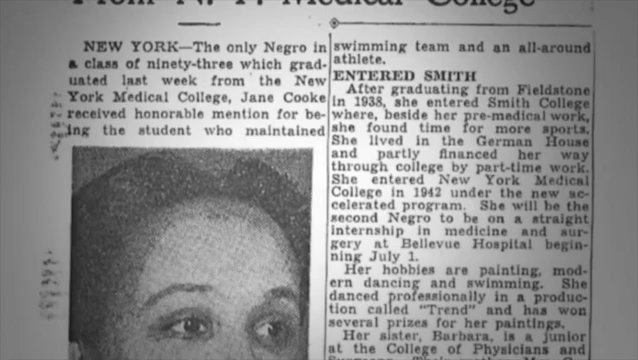 N. Y. Medical College
NEW YORK—The only Negro in
a class of ninety-three which grad-
uated last week from the New
York Medical College, Jane Cooke
received honorable mention for be-
ing the student who maintained
swimming team and an all-around
athlete.
ENTERED SMITH
After graduating from Fieldstone
in 1938, she entered Smith College
where, beside her pre-medical work,
she found time for more sports.
She lived in the German House
and partly financed her way
through college by part-time work.
She entered New York Medical
College in 1942 under the new ac-
celerated program. She will be the
second Negro to be on a straight
internship in medicine and sur-
gery at Bellevue Hospital begin-
ning July 1.
Her hobbies are painting, mod-
ern dancing and swimming. She
danced professionally in a produc-
tion called "Trend" and has won
several prizes for her paintings.
Her sister, Barbara, is a junior
at the College of Physicians and